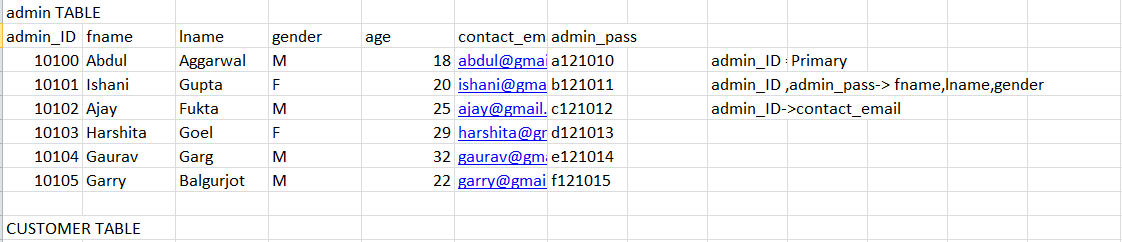 admin TABLE
admin_ID fname lname gender age contact_ema admin_pass
10100 Abdul Aggarwal M 18 abdul@gmai a121010 admin_ID = Primary
10101 Ishani Gupta F 20 ishani@gma b121011 admin_ID ,admin_pass-> fname,lname,gender
10102 Ajay Fukta M 25 ajay@gmail. c121012 admin_ID->contact_email
10103 Harshita Goel F 29 harshita@gr d121013
10104 Gaurav Garg M 32 gaurav@gma e121014
10105 Garry Balgurjot M 22 garry@gmai f121015
CUSTOMER TABLE